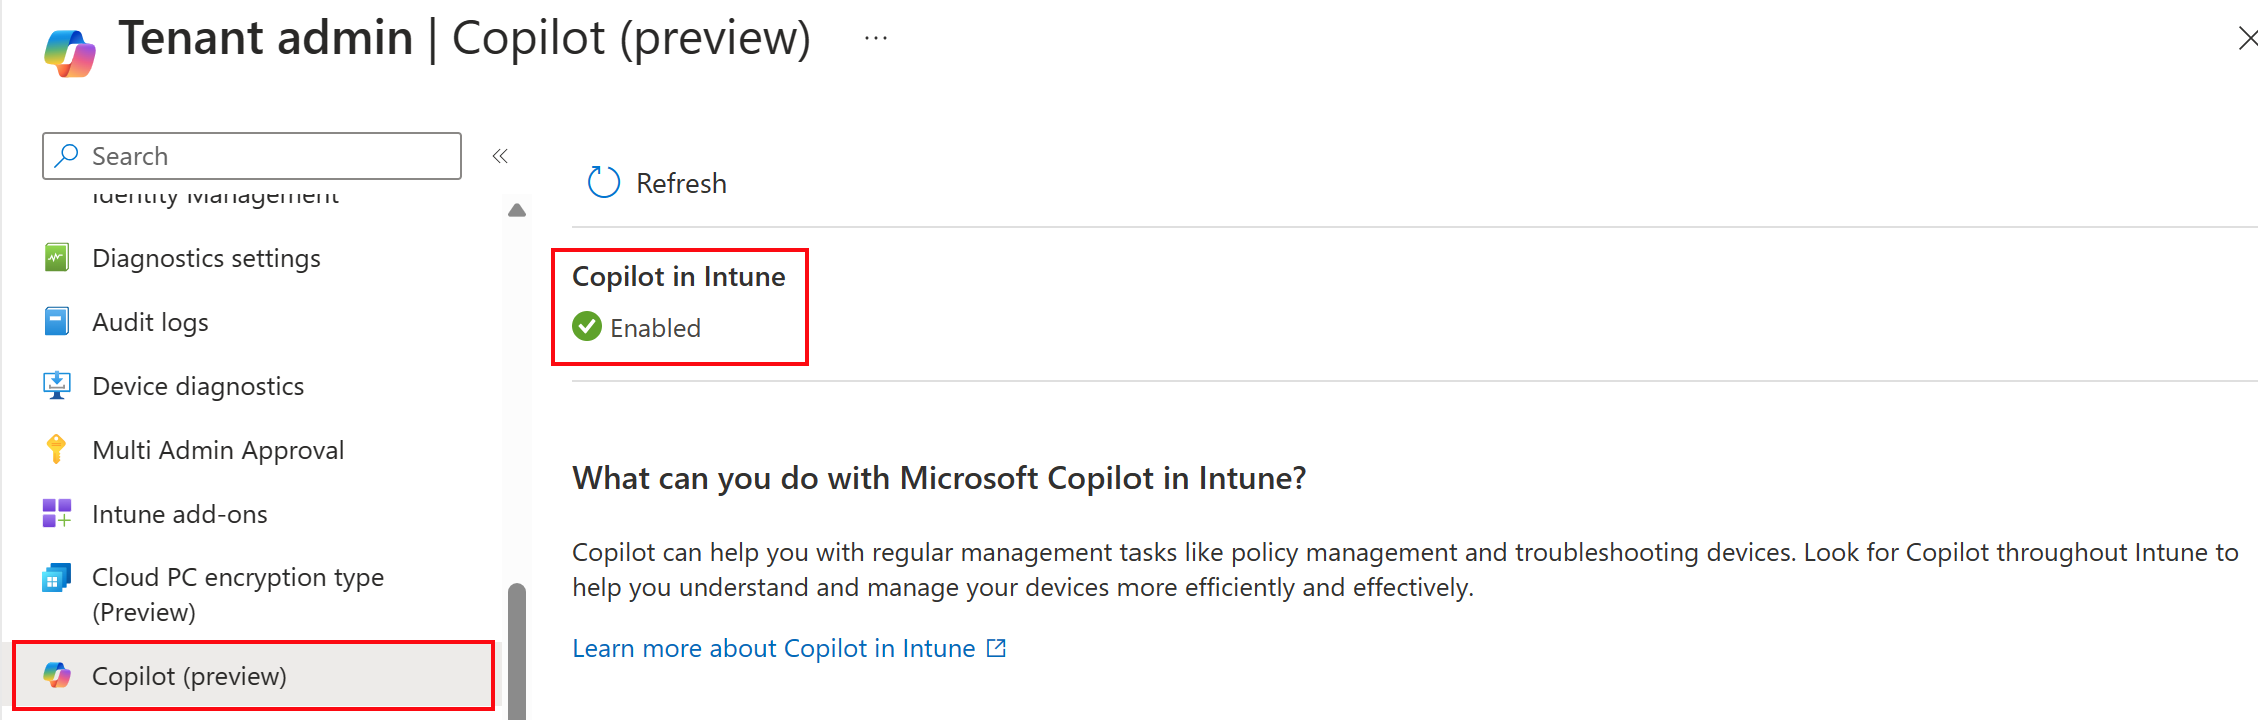 Tenant admin | Copilot (preview) ...
Search
Identity Management
Diagnostics settings
Audit logs
Device diagnostics
Multi Admin Approval
Intune add-ons
Cloud PC encryption type
(Preview)
Copilot (preview)
Refresh
Copilot in Intune
Enabled
What can you do with Microsoft Copilot in Intune?
Copilot can help you with regular management tasks like policy management and troubleshooting devices. Look for Copilot throughout Intune to
help you understand and manage your devices more efficiently and effectively.
Learn more about Copilot in Intune